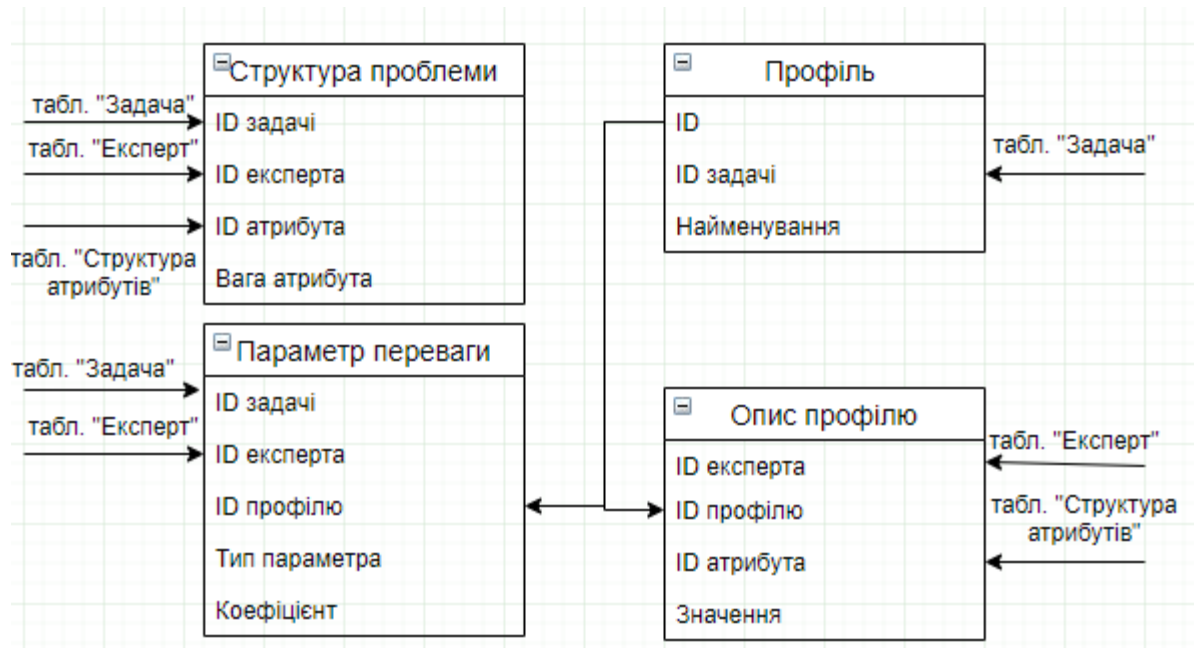 Структура проблеми
табл. "Задача"
ID задачі
табл. "Експерт"
ID експерта
ID атрибута
табл. "Структура
атрибутів"
Вага атрибута
Профіль
ID
табл. "Задача"
ID задачі
Найменування
Параметр переваги
табл. "Задача"
ID задачі
табл. "Експерт"
ID експерта
ID профілю
Тип параметра
Коефіцієнт
Опис профілю
табл. "Експерт"
ID експерта
ID профілю
табл. "Структура
атрибутів"
ID атрибута
Значення